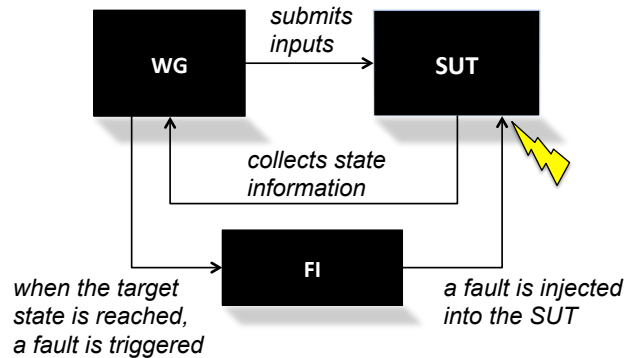 submits
inputs
WG
SUT
collects state
information
FI
when the target
state is reached,
a fault is triggered
a fault is injected
into the SUT